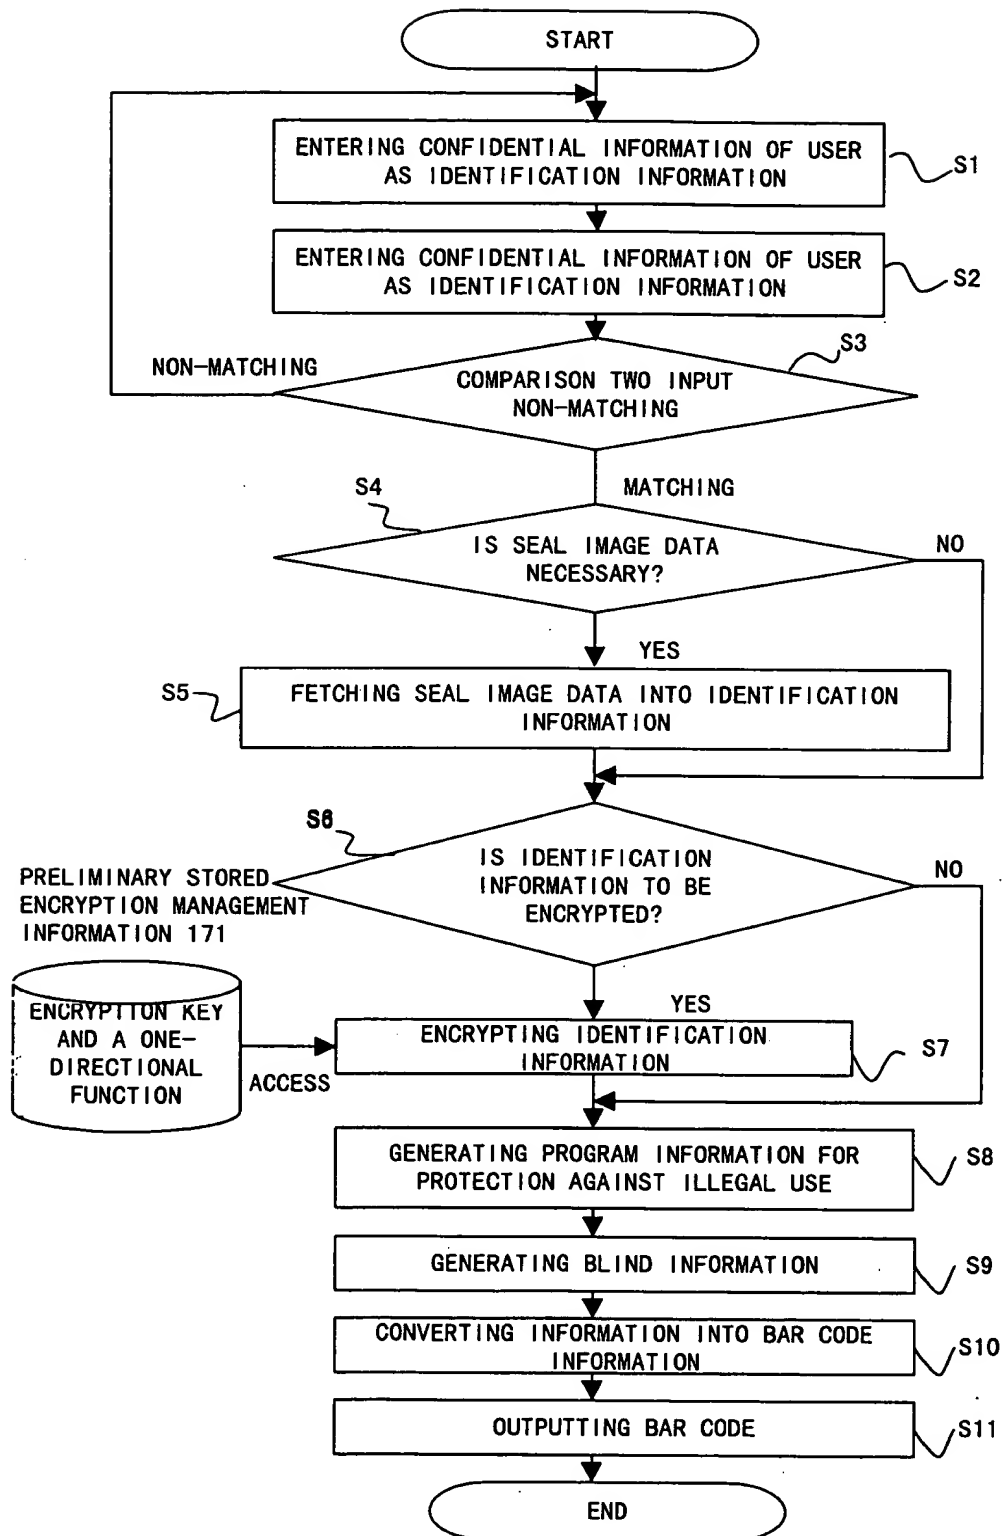 START
ENTERING CONFIDENTIAL INFORMATION OF USER
AS IDENTIFICATION INFORMATION
S1
ENTERING CONFIDENTIAL INFORMATION OF USER
AS IDENTIFICATION INFORMATION
S2
S3
NON-MATCHING
COMPARISON TWO INPUT
NON-MATCHING
S4
MATCHING
IS SEAL IMAGE DATA
NECESSARY?
NO
YES
S5
FETCHING SEAL IMAGE DATA INTO IDENTIFICATION
INFORMATION
S6
IS IDENTIFICATION
INFORMATION TO BE
ENCRYPTED?
NO
PRELIMINARY STORED
ENCRYPTION MANAGEMENT
INFORMATION 171
YES
ENCRYPTION KEY
AND A ONE-
DIRECTIONAL
FUNCTION
ACCESS
ENCRYPTING IDENTIFICATION
INFORMATION
S7
GENERATING PROGRAM INFORMATION FOR
PROTECTION AGAINST ILLEGAL USE
S8
GENERATING BLIND INFORMATION
S9
CONVERTING INFORMATION INTO BAR CODE
INFORMATION
S10
OUTPUTTING BAR CODE
S11
END